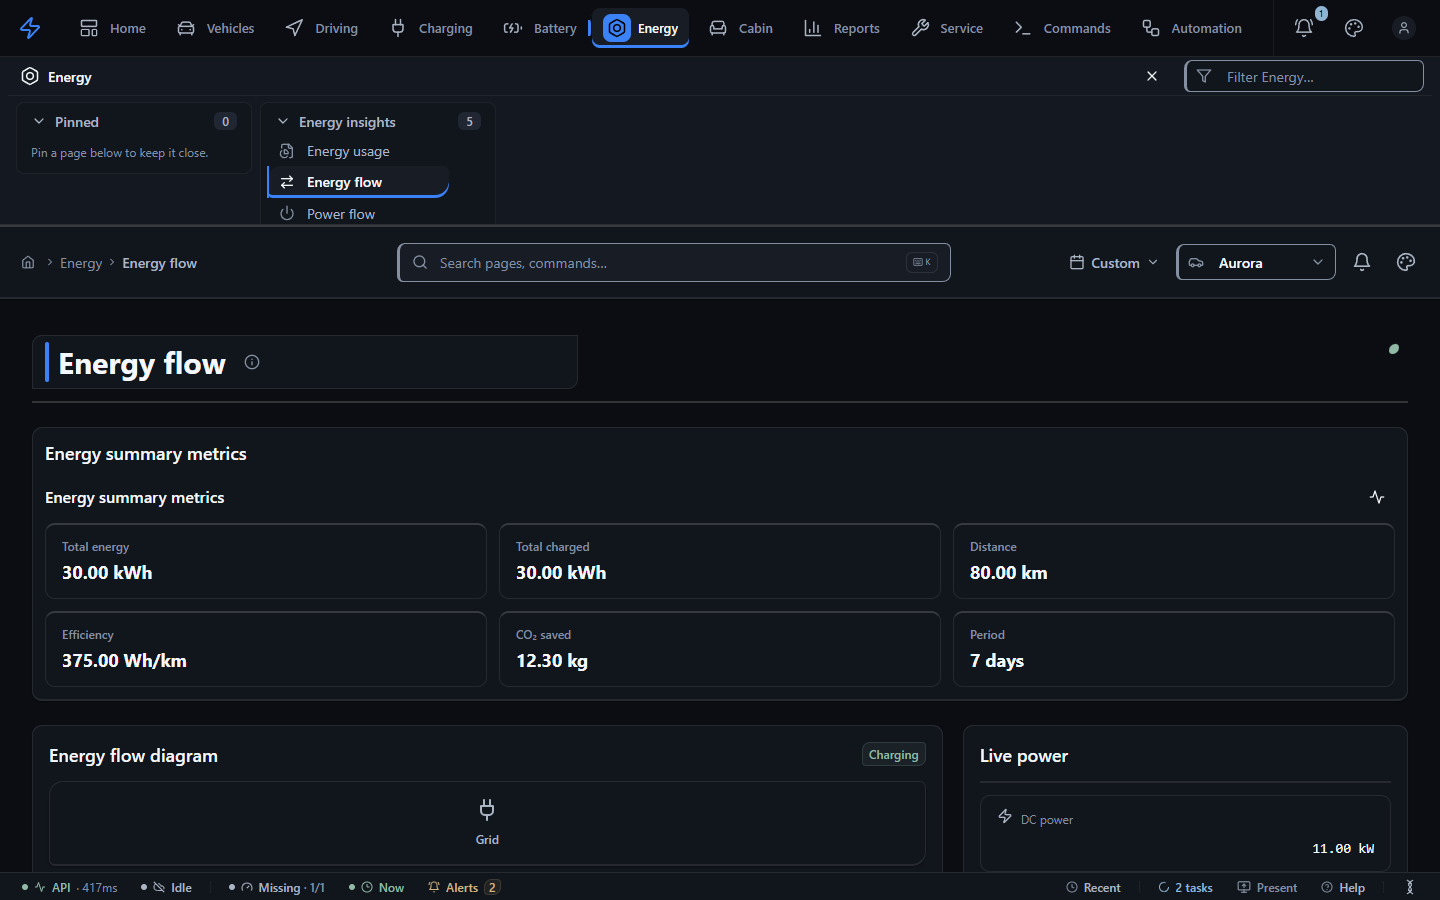 Home
Vehicles
Driving
Charging
Battery
Energy
Cabin
Reports
Service
Commands
Automation
1
Energy
Filter Energy...
Pinned
0
Pin a page below to keep it close.
Energy insights
5
Energy usage
Energy flow
Power flow
Energy
Energy flow
Search pages, commands...
K
Custom
Aurora
Energy flow
Energy summary metrics
Energy summary metrics
Total energy
30.00 kWh
Total charged
30.00 kWh
Distance
80.00 km
Efficiency
375.00 Wh/km
CO₂ saved
12.30 kg
Period
7 days
Energy flow diagram
Charging
Grid
Live power
DC power
11.00 kW
API · 417ms
Idle
Missing · 1/1
Now
Alerts 2
Recent
2 tasks
Present
Help